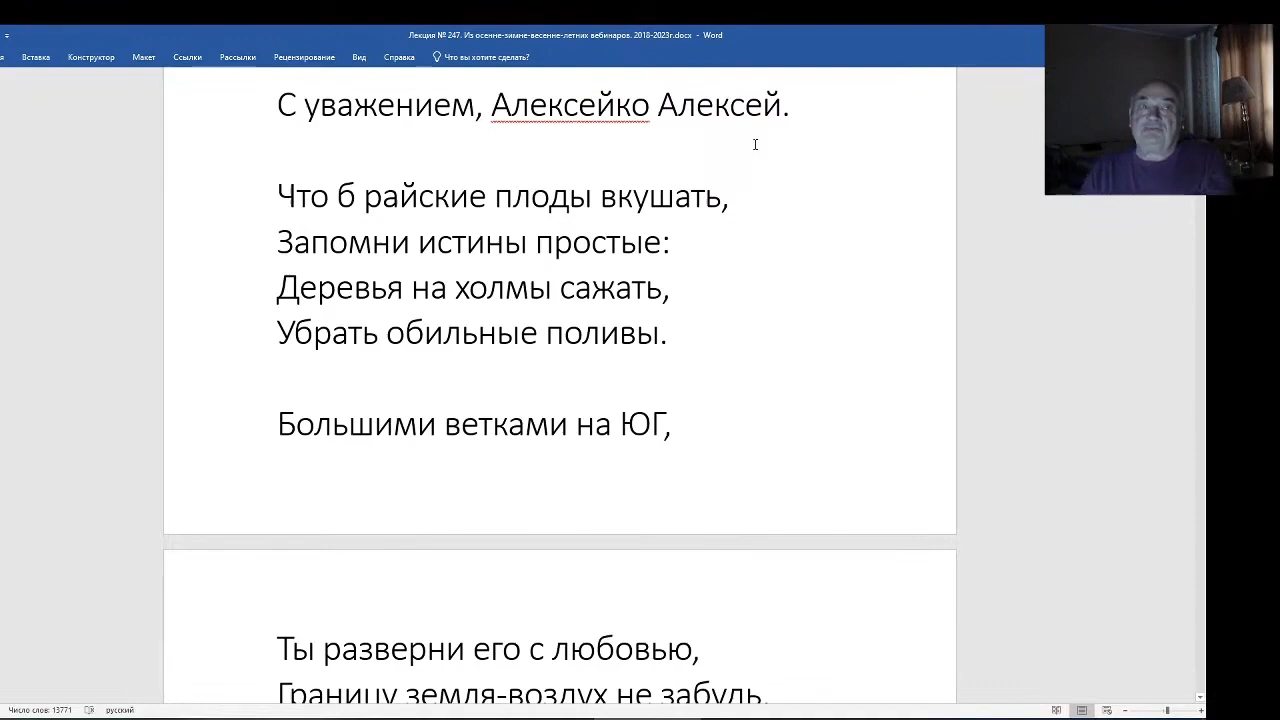 Лекция № 247. Из осенне-зимне-весенне-летних вебинаров. 2018-2023г.docx - Word
Вставка Конструктор Макет Ссылки Рассылки Рецензирование Вид Справка Что вы хотите сделать?
С уважением, Алексейко Алексей.
Что б райские плоды вкушать,
Запомни истины простые:
Деревья на холмы сажать,
Убрать обильные поливы.
Большими ветками на ЮГ,
Ты разверни его с любовью,
Границу земля-воздух не забудь,
Число слов: 13771 русский